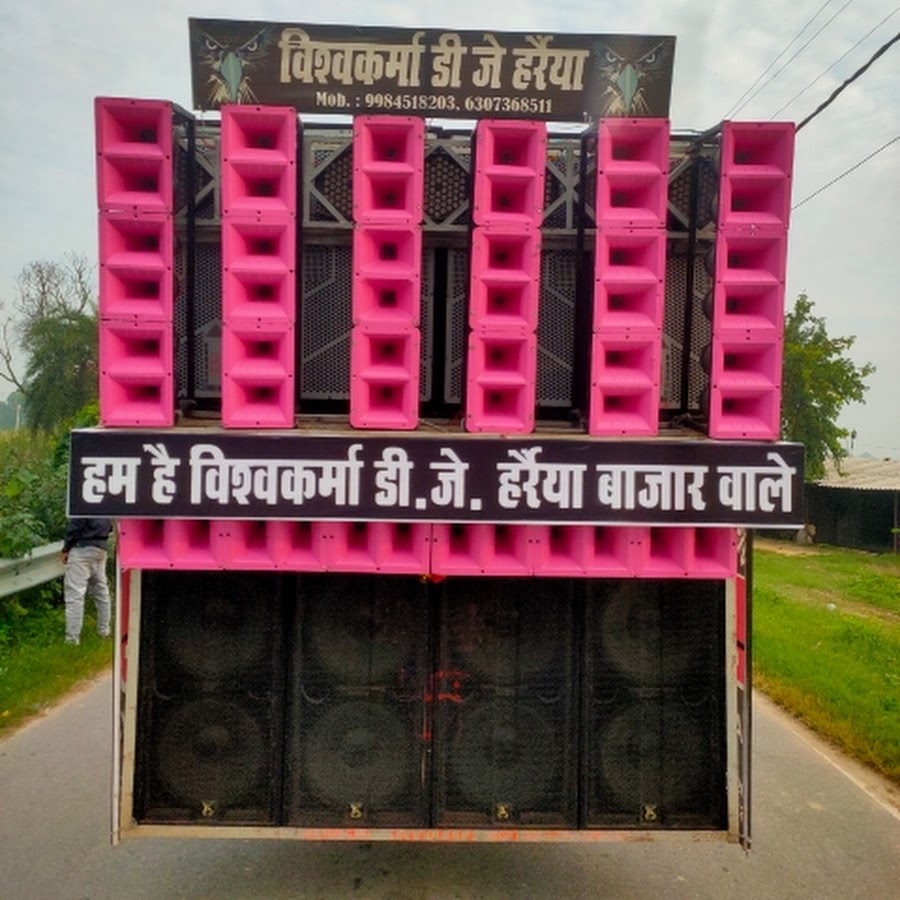 विश्वकर्मा डी जे हर्रैया
Mob. : 9984518203, 6307368511
हम है विश्वकर्मा डी.जे. हर्रैया बाजार वाले